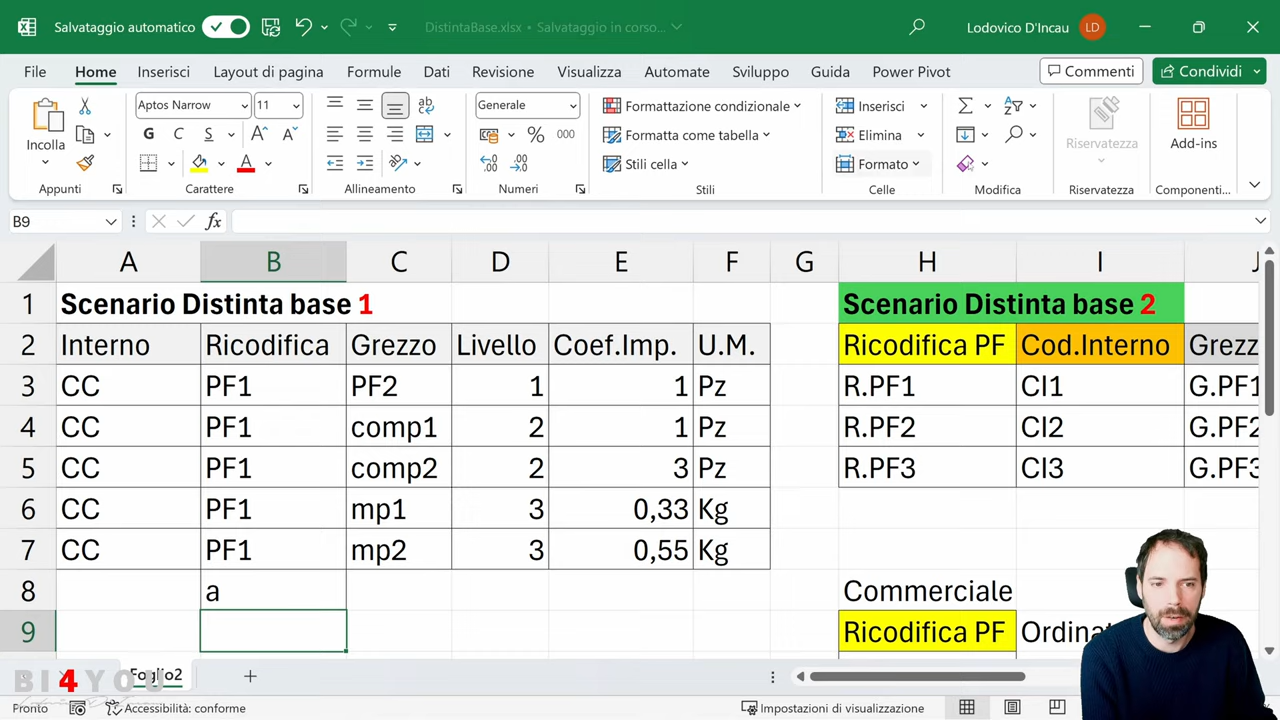 Salvataggio automatico
DistintaBase.xlsx • Salvataggio in corso...
Lodovico D'Incau LD
File Home Inserisci Layout di pagina Formule Dati Revisione Visualizza Automate Sviluppo Guida Power Pivot Commenti Condividi
Incolla
Aptos Narrow 11
Generale
G C S
% 000
Formattazione condizionale
Formatta come tabella
Stili cella
Inserisci
Elimina
Formato
Riservatezza
Add-ins
Appunti Carattere Allineamento Numeri Stili Celle Modifica Riservatezza Componenti...
B9 fx
A B C D E F G H I J
1 Scenario Distinta base 1 Scenario Distinta base 2
2 Interno Ricodifica Grezzo Livello Coef.Imp. U.M. Ricodifica PF Cod.Interno Grezz
3 CC PF1 PF2 1 1 Pz R.PF1 CI1 G.PF1
4 CC PF1 comp1 2 1 Pz R.PF2 CI2 G.PF2
5 CC PF1 comp2 2 3 Pz R.PF3 CI3 G.PF3
6 CC PF1 mp1 3 0,33 Kg
7 CC PF1 mp2 3 0,55 Kg
8 a Commerciale
9 Ricodifica PF
BI4YOU
Foglio2
Pronto Accessibilità: conforme Impostazioni di visualizzazione